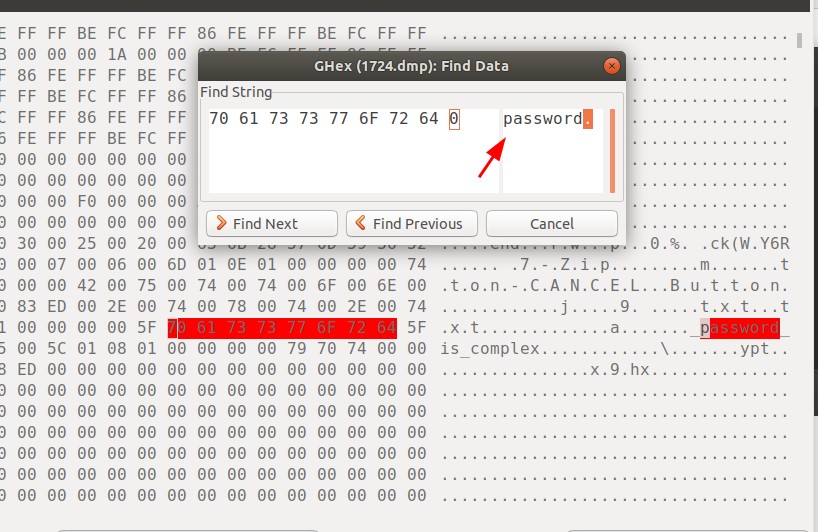 E FF FF BE FC FF FF 86 FE FF FF BE FC FF FF ...................................
B 00 00 00 1A 00 00
GHex (1724.dmp): Find Data
F 86 FE FF FF BE FC
Find String
F FF BE FC FF FF 86
C FF FF 86 FE FF FF
70 61 73 73 77 6F 72 64 0 password.
6 FE FF FF BE FC FF
0 00 00 00 00 00 00
0 00 00 00 00 00 00
0 00 00 F0 00 00 00
0 00 00 00 00 00 00
Find Next Find Previous Cancel
0 30 00 25 00 20 00 0.%. .ck(W.Y6R
0 00 07 00 06 00 6D 01 0E 01 00 00 00 00 74 ...... .7.-.Z.i.p.........m.......t
0 00 00 42 00 75 00 74 00 74 00 6F 00 6E 00 .t.o.n.-.C.A.N.C.E.L...B.u.t.t.o.n.
0 83 ED 00 2E 00 74 00 78 00 74 00 2E 00 74 ............j.....9.......t.x.t...t
1 00 00 00 00 5F 70 61 73 73 77 6F 72 64 5F .x.t.............a......._password_
5 00 5C 01 08 01 00 00 00 00 79 70 74 00 00 is_complex............\.......ypt..
8 ED 00 00 00 00 00 00 00 00 00 00 00 00 00 ...............x.9.hx..............
0 00 00 00 00 00 00 00 00 00 00 00 00 00 00 ...................................
0 00 00 00 00 00 00 00 00 00 00 00 00 00 00 ...................................
0 00 00 00 00 00 00 00 00 00 00 00 00 00 00 ...................................
0 00 00 00 00 00 00 00 00 00 00 00 00 00 00 ...................................
0 00 00 00 00 00 00 00 00 00 00 00 00 00 00 ...................................
0 00 00 00 00 00 00 00 00 00 00 00 00 00 00 ...................................